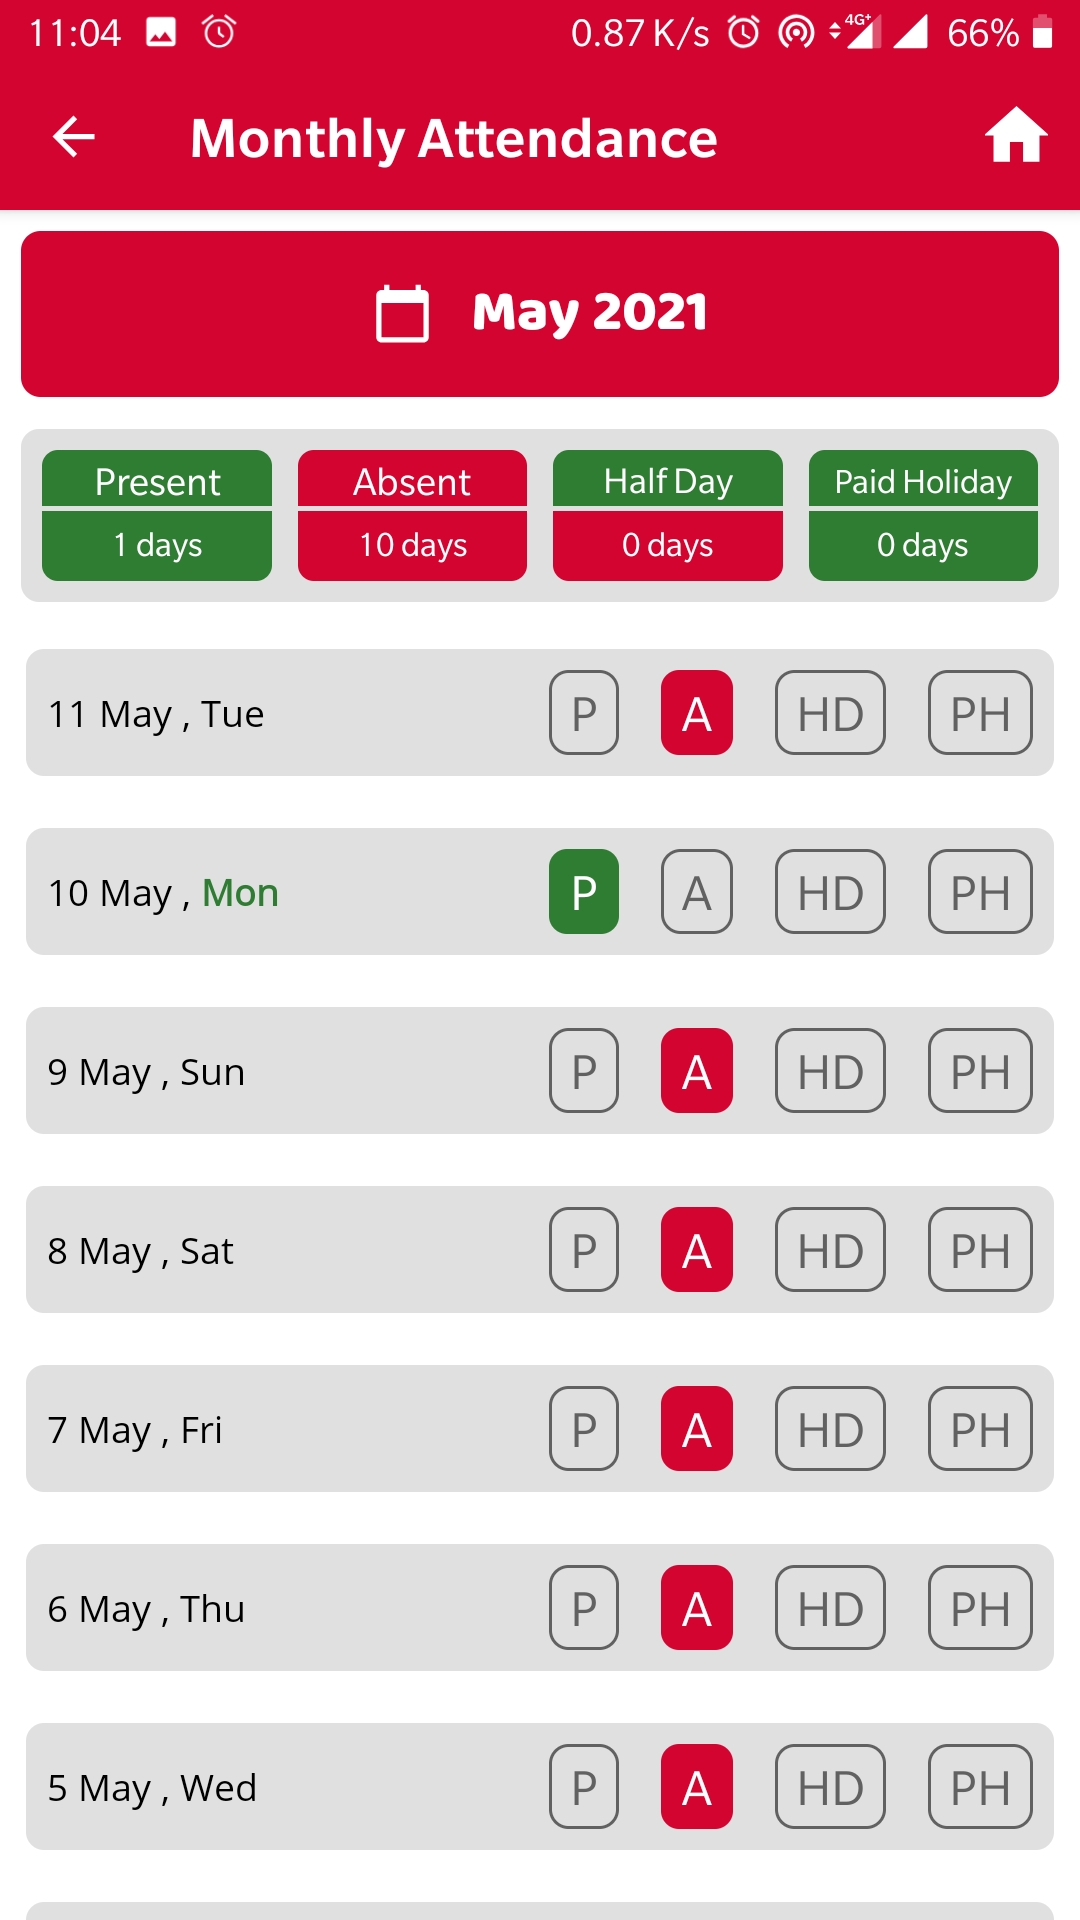 11:04 0.87 K/s 4G+ 66%
Monthly Attendance
May 2021
Present Absent Half Day Paid Holiday
1 days 10 days 0 days 0 days
11 May , Tue P A HD PH
10 May , Mon P A HD PH
9 May , Sun P A HD PH
8 May , Sat P A HD PH
7 May , Fri P A HD PH
6 May , Thu P A HD PH
5 May , Wed P A HD PH